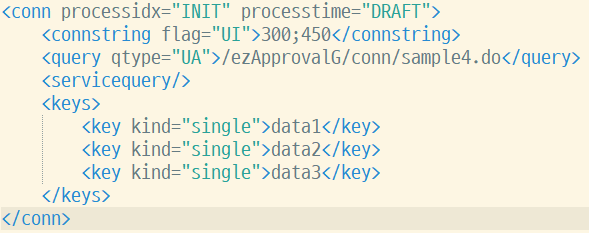 <conn processidx="INIT" processtime="DRAFT">
<connstring flag="UI">300;450</connstring>
<query qtype="UA">/ezApprovalG/conn/sample4.do</query>
<servicequery/>
<keys>
<key kind="single">data1</key>
<key kind="single">data2</key>
<key kind="single">data3</key>
</keys>
</conn>